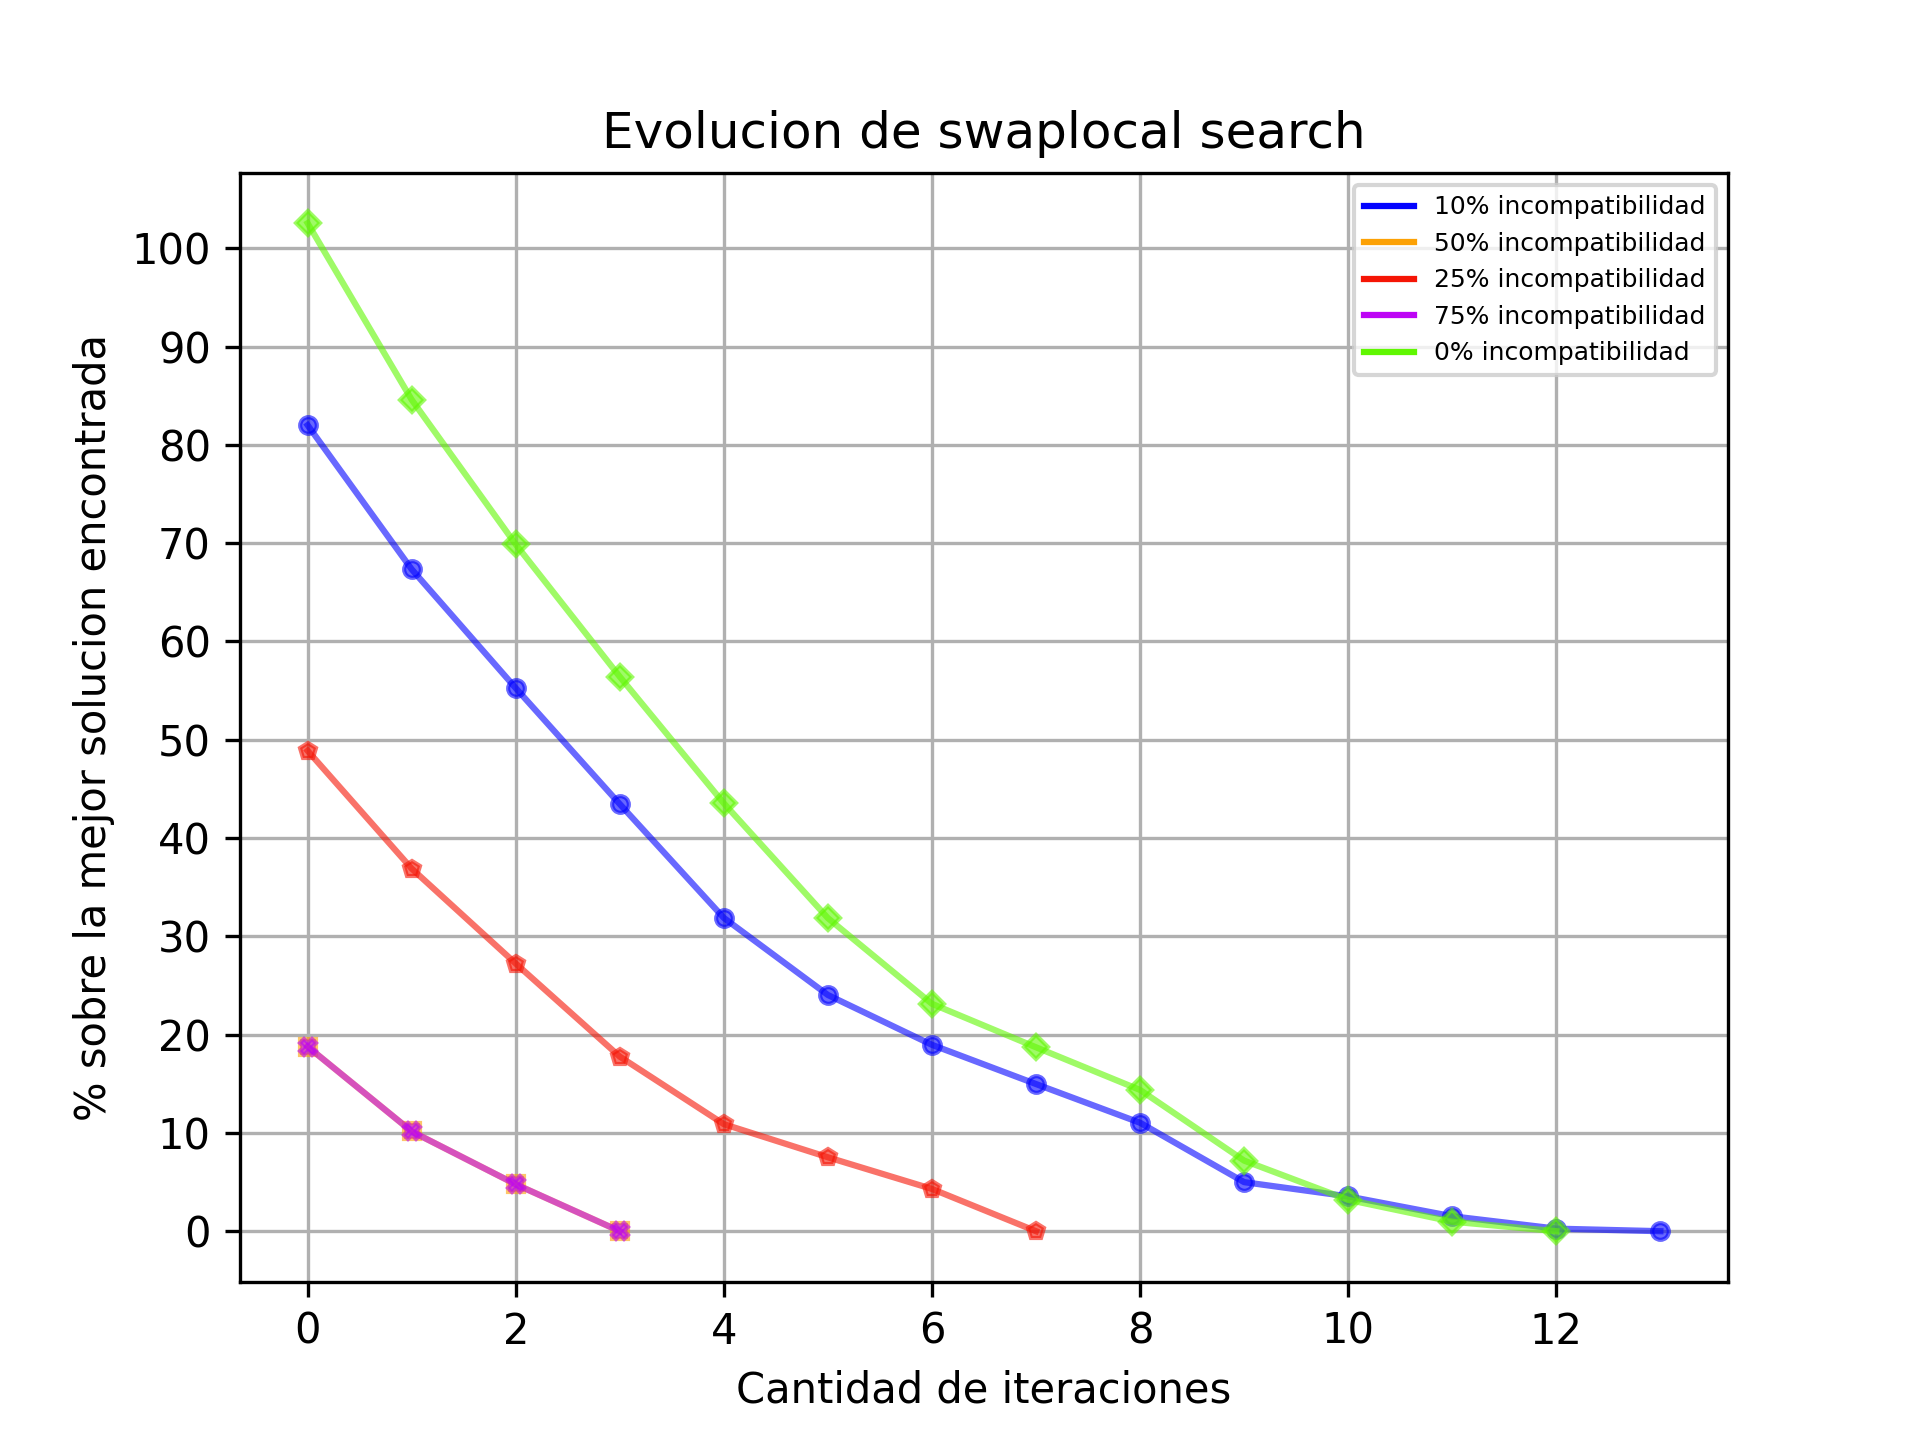 Evolucion de swaplocal search
10% incompatibilidad
50% incompatibilidad
25% incompatibilidad
75% incompatibilidad
0% incompatibilidad
% sobre la mejor solucion encontrada
100
90
80
70
60
50
40
30
20
10
0
0 2 4 6 8 10 12
Cantidad de iteraciones